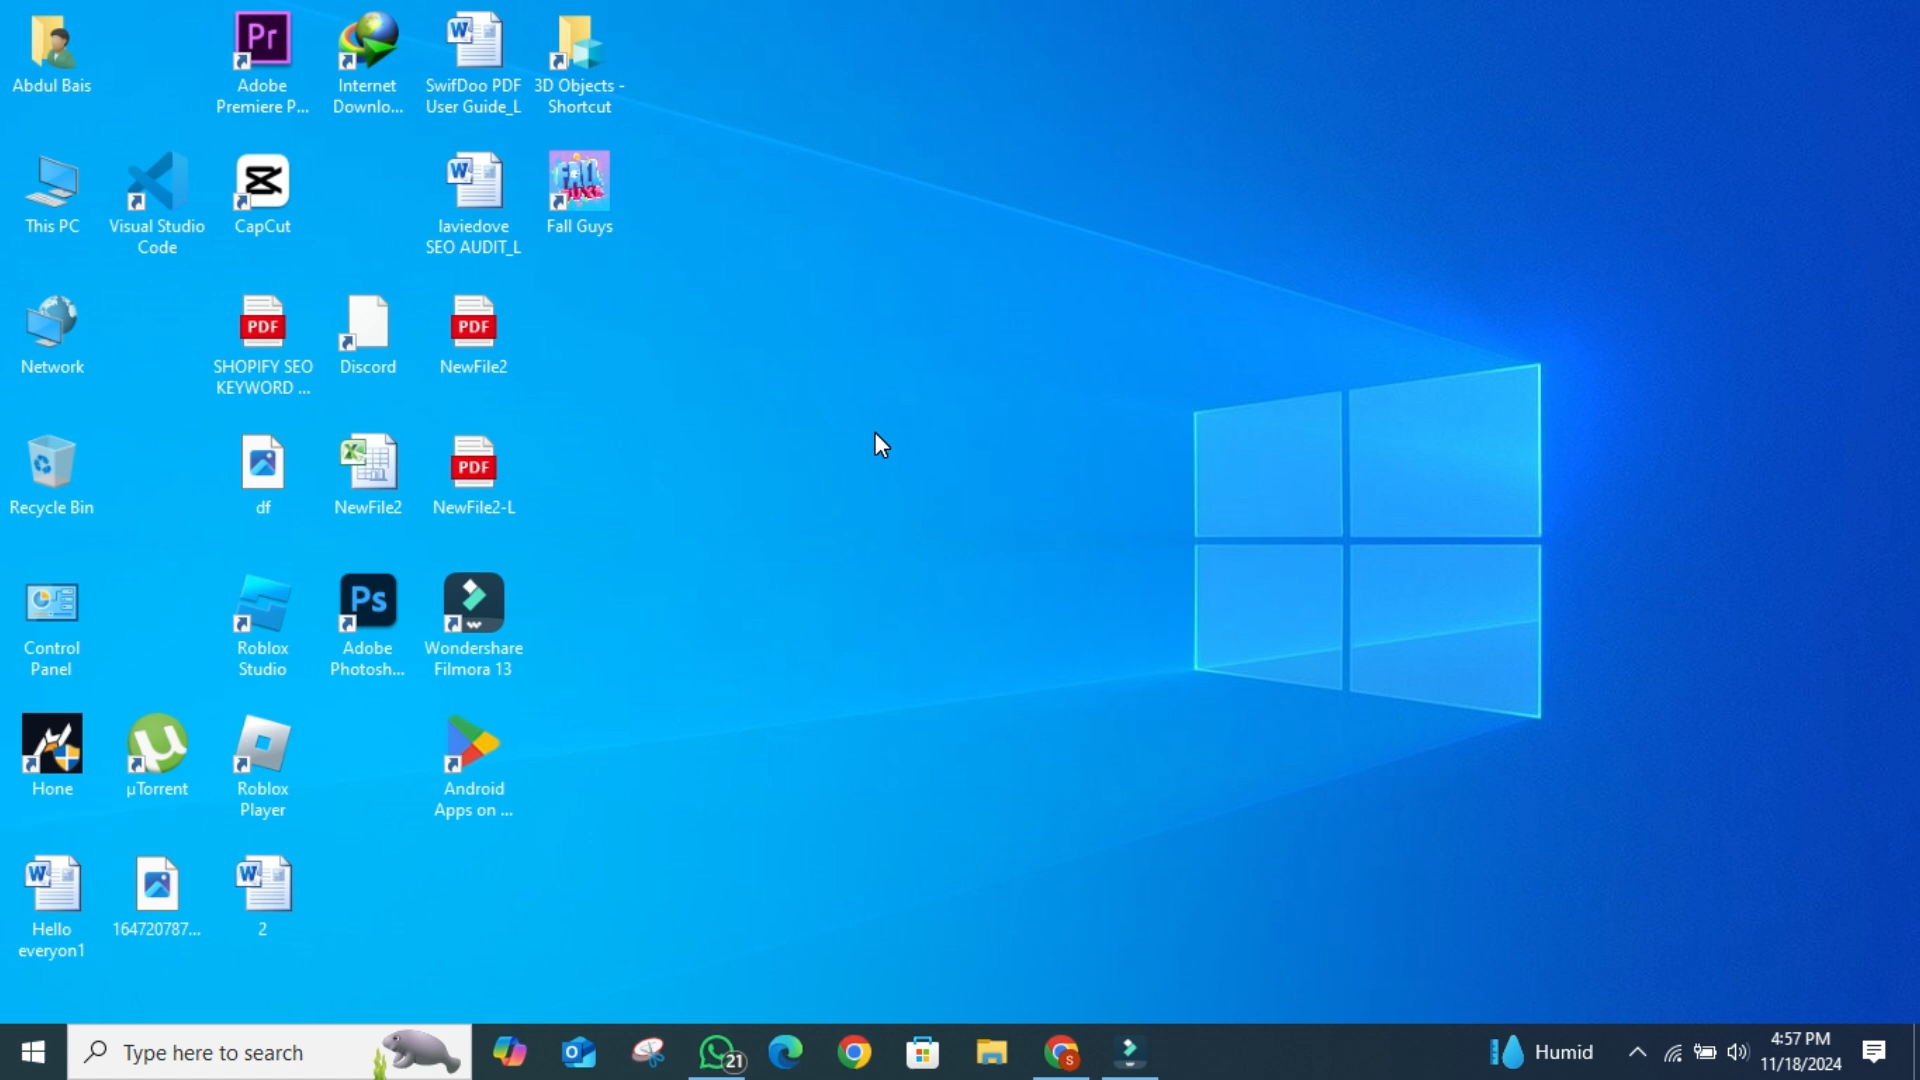 Abdul Bais
Pr
Adobe
Premiere P...
Internet
Downlo...
W
SwifDoo PDF
User Guide_L
3D Objects -
Shortcut
This PC
Visual Studio
Code
CapCut
W
laviedove
SEO AUDIT_L
FALL
GUYS
Fall Guys
Network
PDF
SHOPIFY SEO
KEYWORD ...
Discord
PDF
NewFile2
Recycle Bin
df
X
NewFile2
PDF
NewFile2-L
Control
Panel
Roblox
Studio
Ps
Adobe
Photosh...
Wondershare
Filmora 13
Hone
µ
µTorrent
Roblox
Player
Android
Apps on ...
W
Hello
everyon1
164720787...
W
2
Type here to search
O
21
S
Humid
4:57 PM
11/18/2024